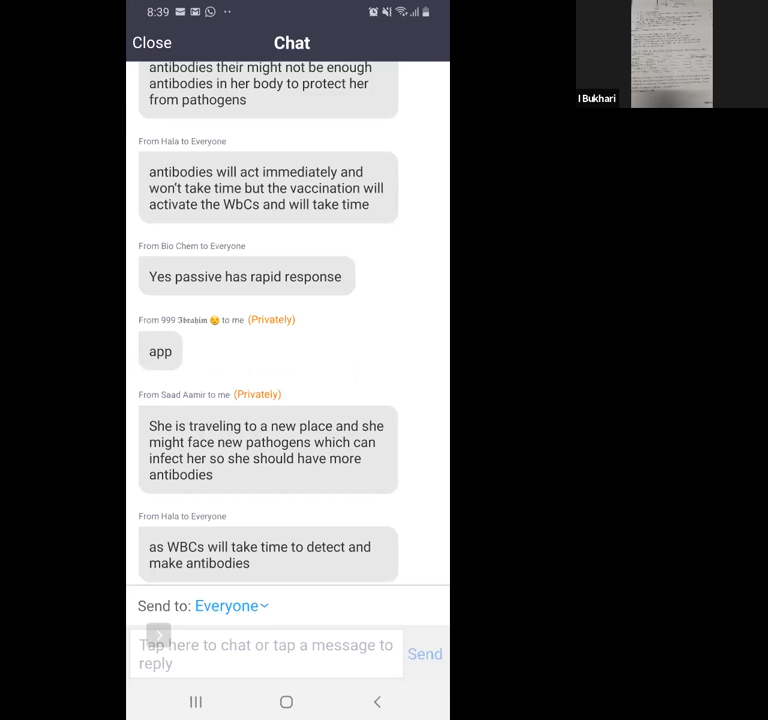 8:39
Close
Chat
antibodies their might not be enough
antibodies in her body to protect her
from pathogens
From Hala to Everyone
antibodies will act immediately and
won't take time but the vaccination will
activate the WbCs and will take time
From Bio Chem to Everyone
Yes passive has rapid response
From 999 𝕴𝖇𝖗𝖆𝖍𝖎𝖒 😒 to me (Privately)
app
From Saad Aamir to me (Privately)
She is traveling to a new place and she
might face new pathogens which can
infect her so she should have more
antibodies
From Hala to Everyone
as WBCs will take time to detect and
make antibodies
Send to: Everyone
Tap here to chat or tap a message to
reply
Send
I Bukhari